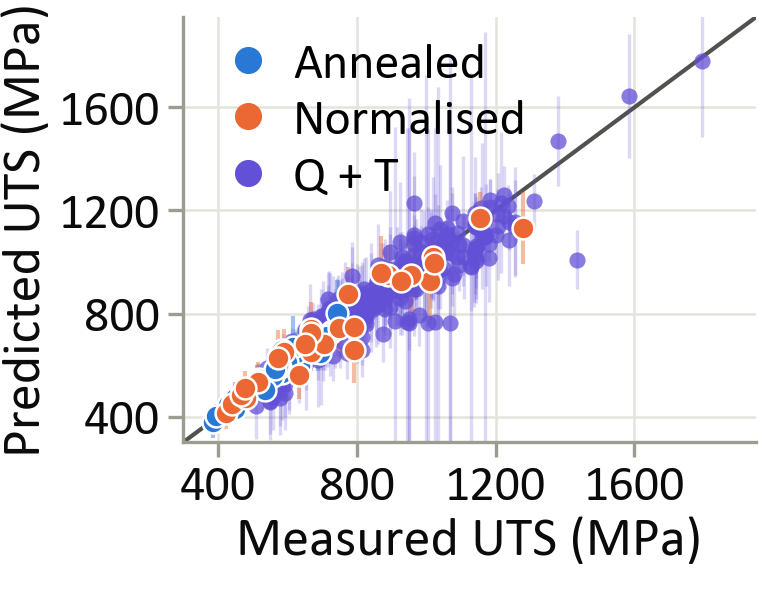 Predicted UTS (MPa)
1600
1200
800
400
Annealed
Normalised
Q + T
400 800 1200 1600
Measured UTS (MPa)